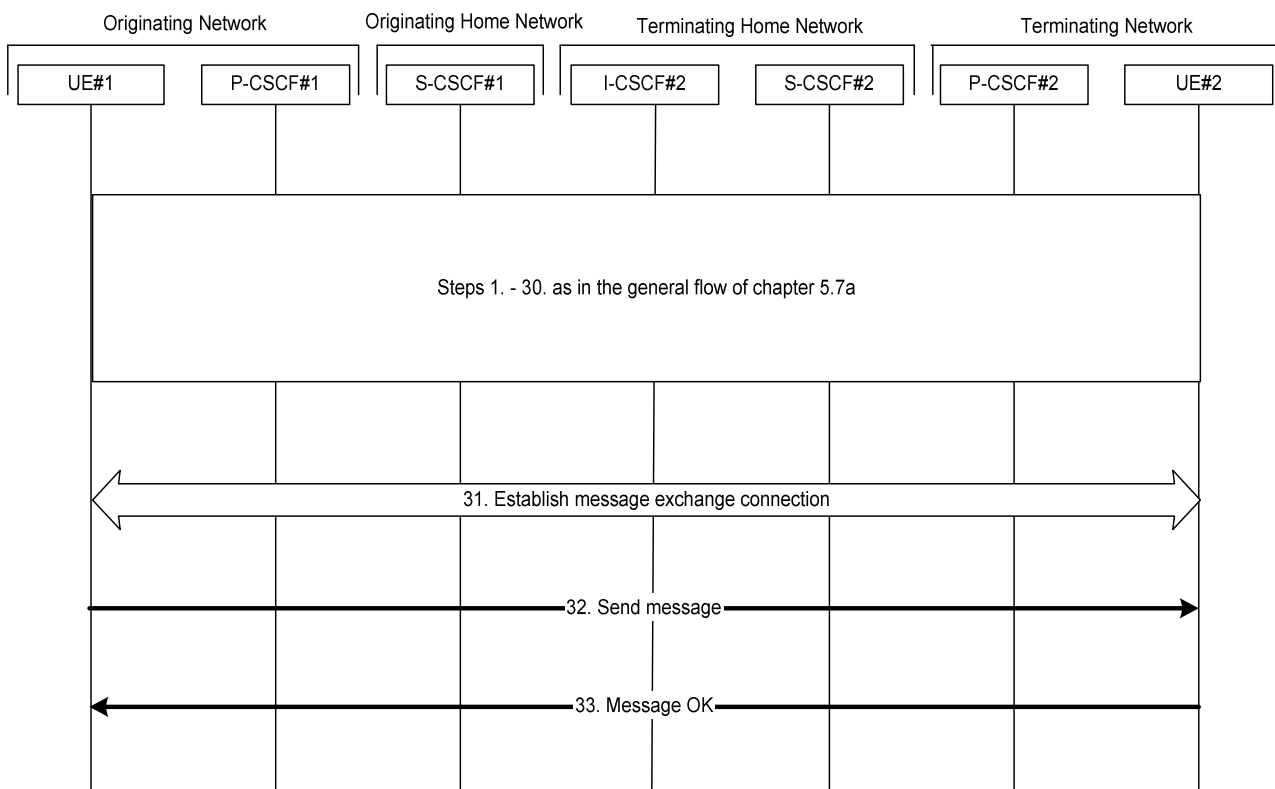 Originating Network
Originating Home Network
Terminating Home Network
Terminating Network
UE#1
P-CSCF#1
S-CSCF#1
I-CSCF#2
S-CSCF#2
P-CSCF#2
UE#2
Steps 1. - 30. as in the general flow of chapter 5.7a
31. Establish message exchange connection
32. Send message
33. Message OK